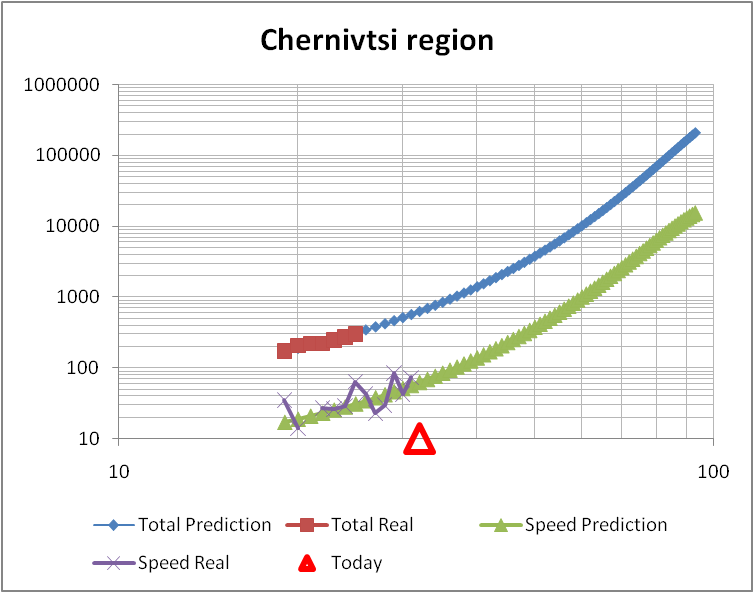 Chernivtsi region
1000000
100000
10000
1000
100
10
10 100
Total Prediction Total Real Speed Prediction
Speed Real Today